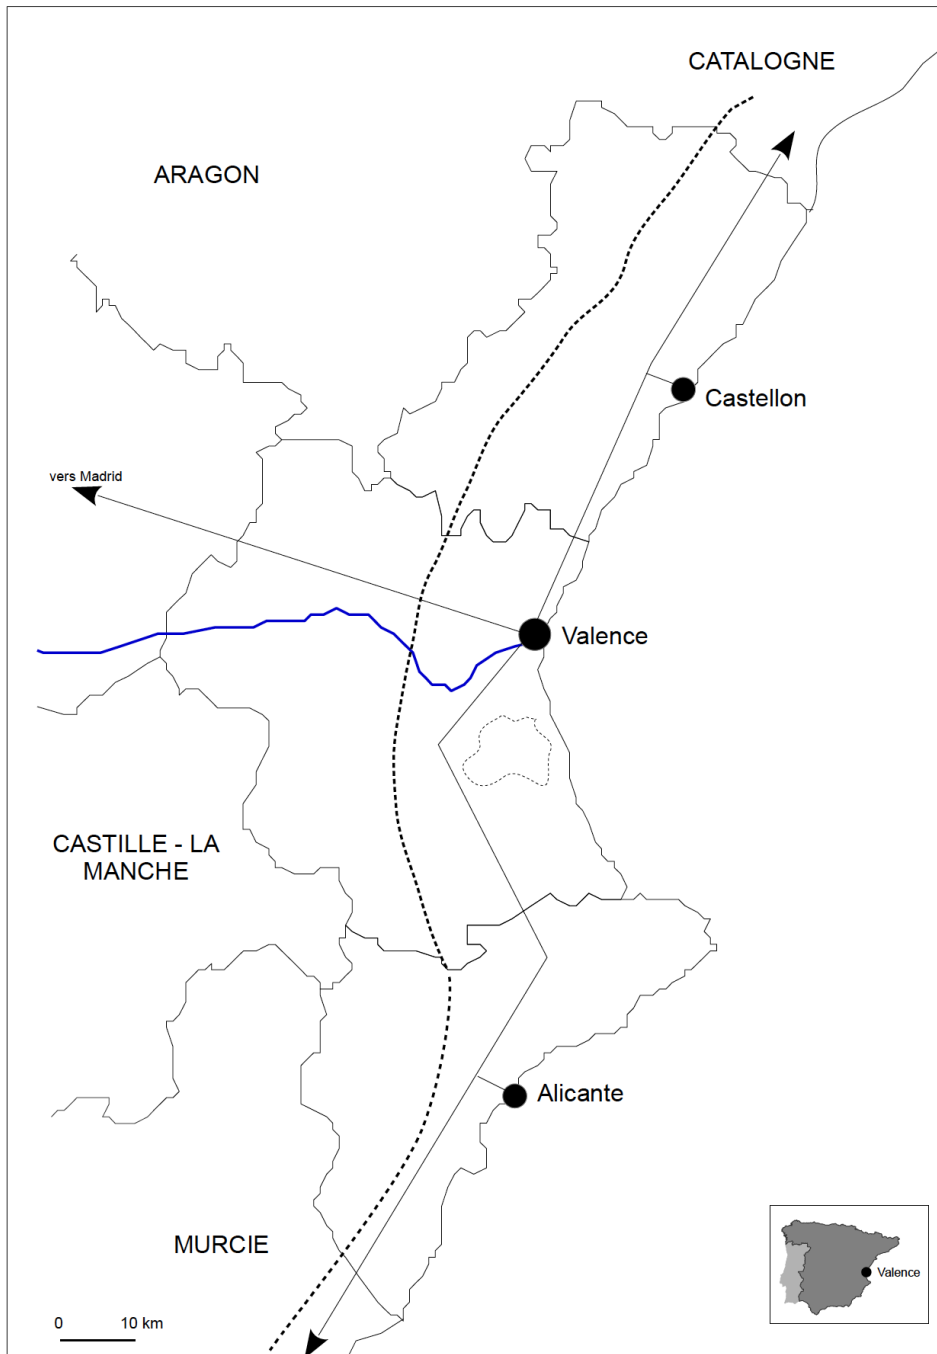 CATALOGNE
ARAGON
Castellon
vers Madrid
Valence
CASTILLE - LA
MANCHE
Alicante
MURCIE
Valence
0 10 km